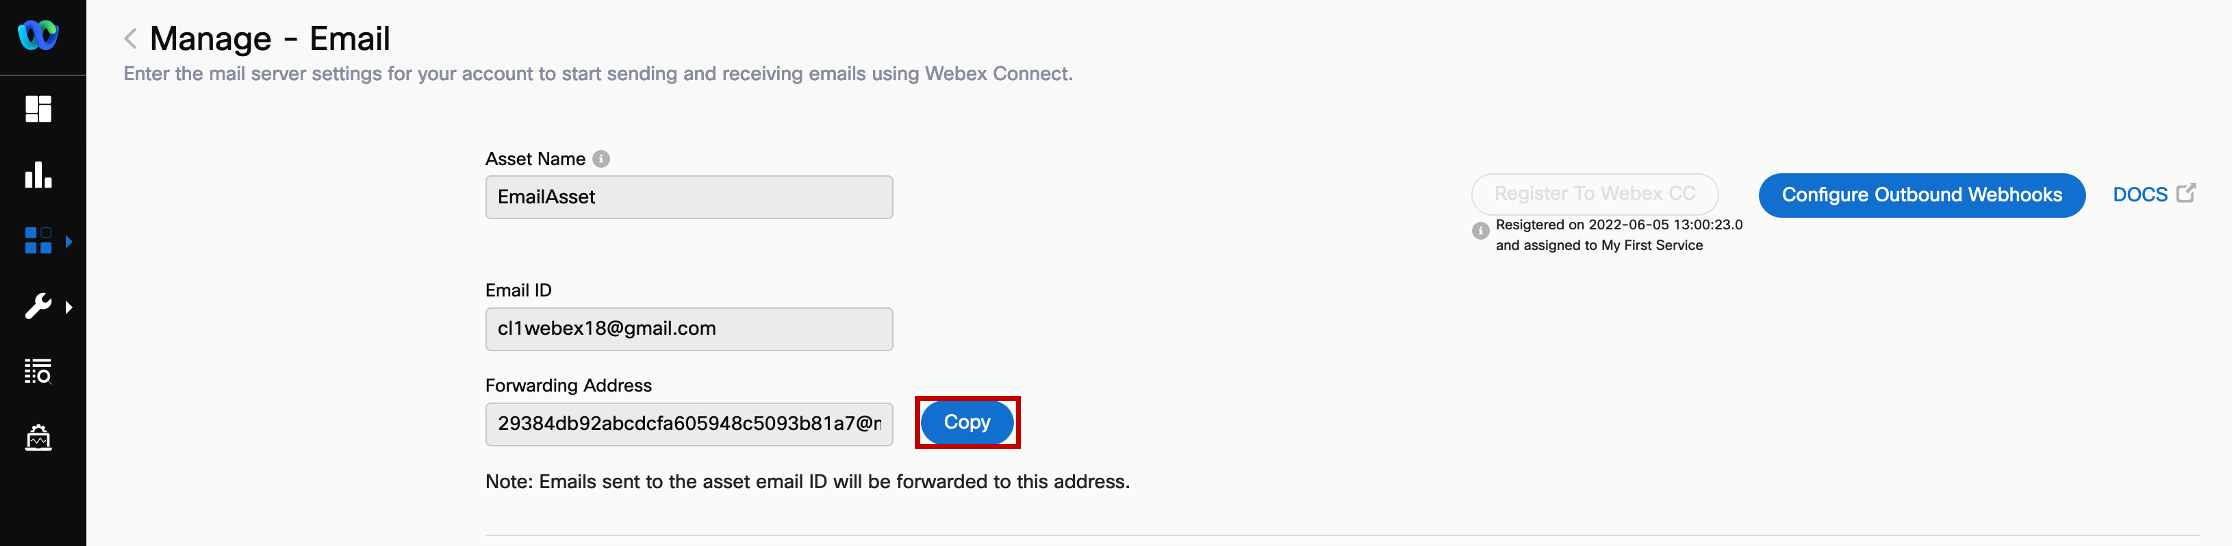 Manage - Email
Enter the mail server settings for your account to start sending and receiving emails using Webex Connect.
Asset Name
EmailAsset
Register To Webex CC
Configure Outbound Webhooks
DOCS
Resigtered on 2022-06-05 13:00:23.0
and assigned to My First Service
Email ID
cl1webex18@gmail.com
Forwarding Address
29384db92abcdcfa605948c5093b81a7@n
Copy
Note: Emails sent to the asset email ID will be forwarded to this address.